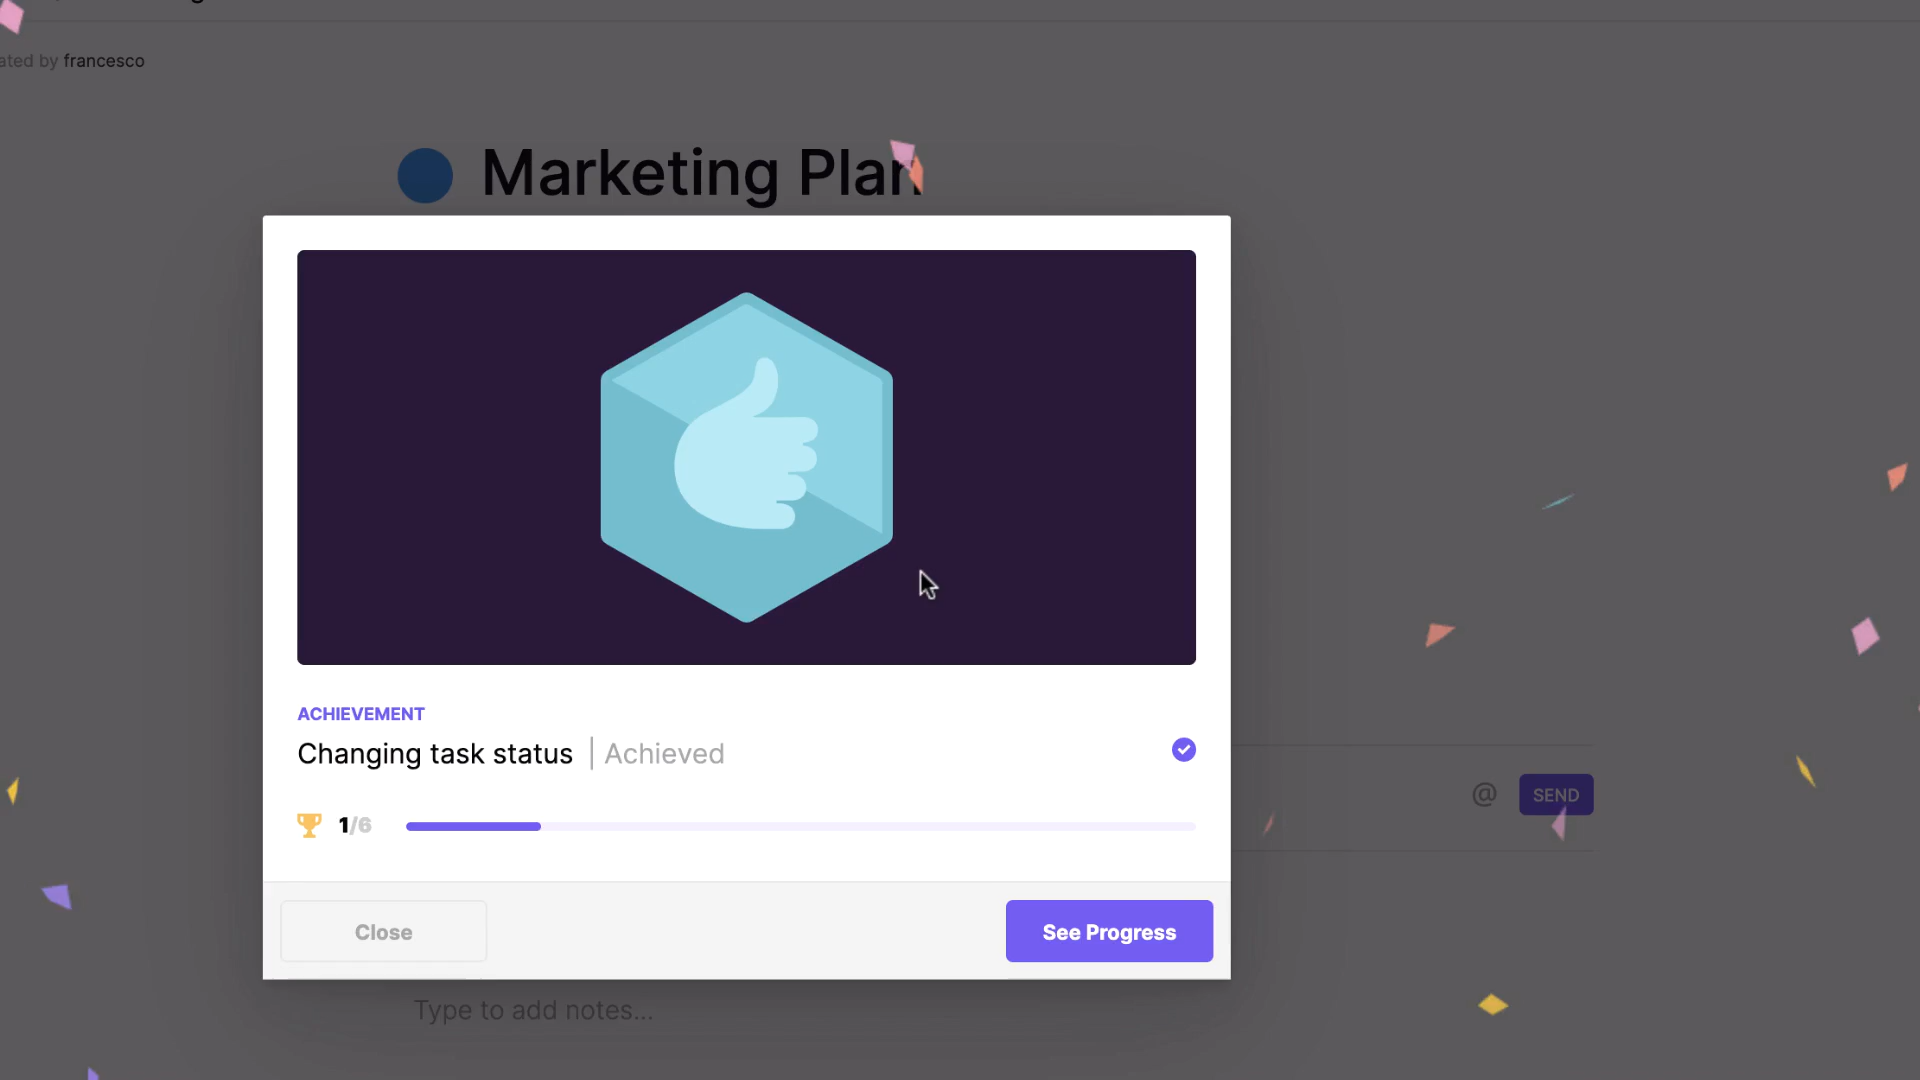 ated by francesco
Marketing Plan
ACHIEVEMENT
Changing task status | Achieved
1/6
@ SEND
Close
See Progress
Type to add notes...